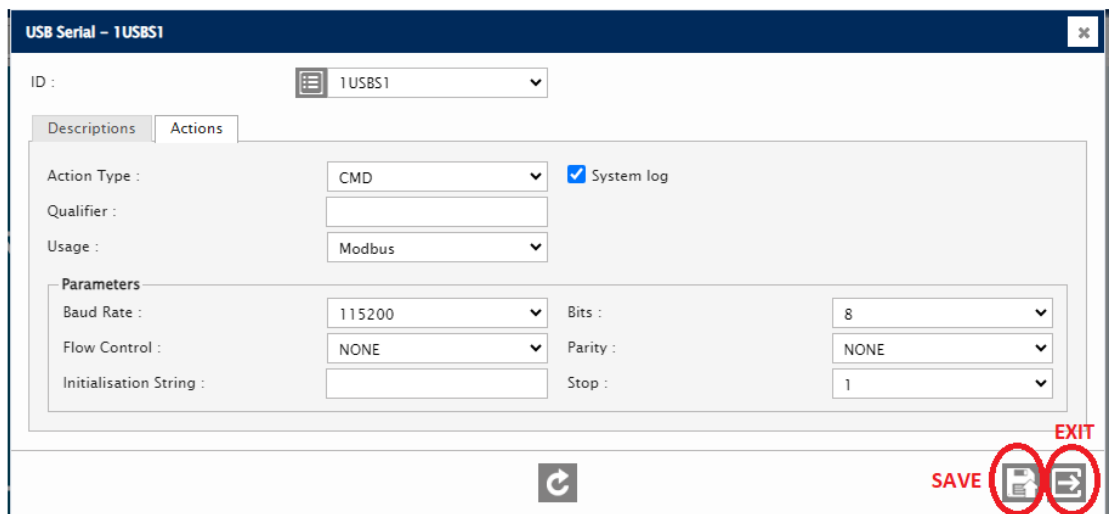 USB Serial – 1USBS1
ID : 1USBS1
Descriptions Actions
Action Type : CMD System log
Qualifier :
Usage : Modbus
Parameters
Baud Rate : 115200 Bits : 8
Flow Control : NONE Parity : NONE
Initialisation String : Stop : 1
EXIT
SAVE